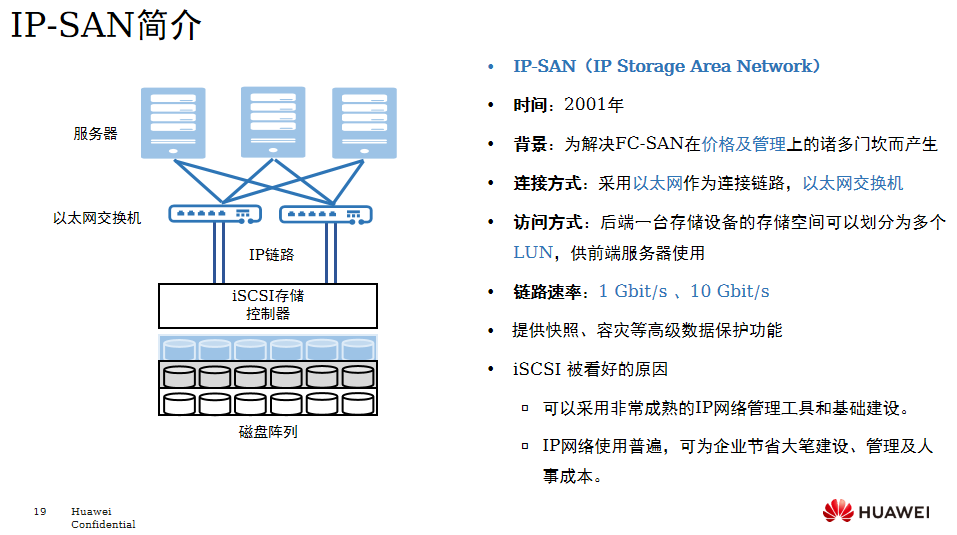 IP-SAN简介
服务器
以太网交换机
IP链路
iSCSI存储
控制器
磁盘阵列
• IP-SAN（IP Storage Area Network）
• 时间：2001年
• 背景：为解决FC-SAN在价格及管理上的诸多门坎而产生
• 连接方式：采用以太网作为连接链路，以太网交换机
• 访问方式：后端一台存储设备的存储空间可以划分为多个
LUN，供前端服务器使用
• 链路速率：1 Gbit/s 、10 Gbit/s
• 提供快照、容灾等高级数据保护功能
• iSCSI 被看好的原因
▫ 可以采用非常成熟的IP网络管理工具和基础建设。
▫ IP网络使用普遍，可为企业节省大笔建设、管理及人
事成本。
19
Huawei
Confidential
HUAWEI